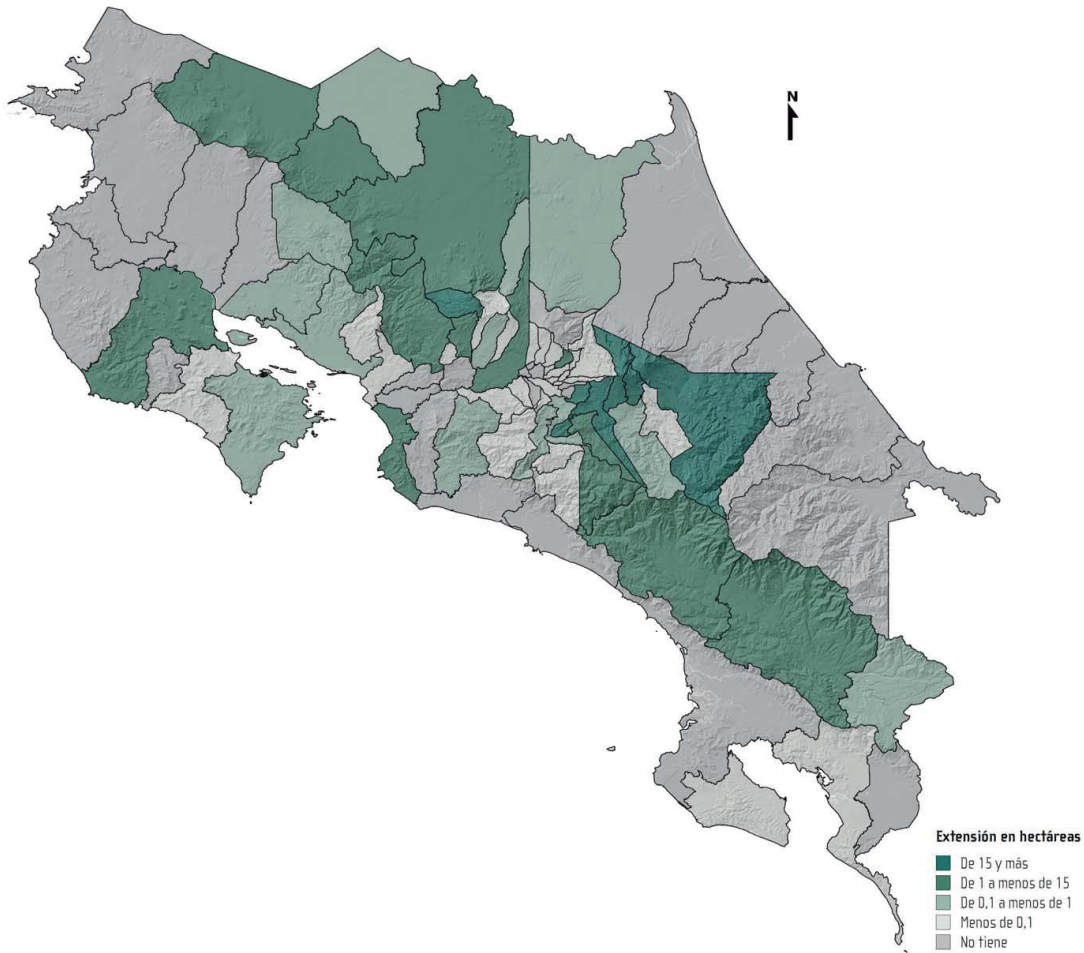 N
Extensión en hectáreas
De 15 y más
De 1 a menos de 15
De 0,1 a menos de 1
Menos de 0,1
No tiene